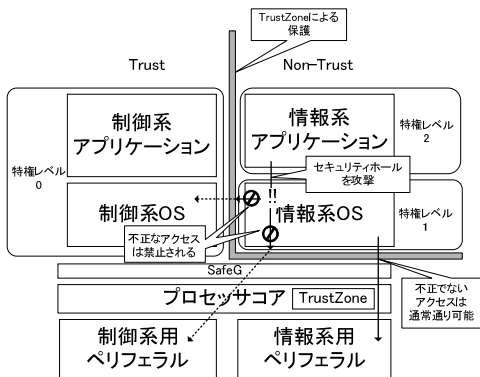 TrustZoneによる
保護
Trust
Non-Trust
制御系
アプリケーション
情報系
アプリケーション
特権レベル
0
特権レベル
2
セキュリティホール
を攻撃
制御系OS
!!
情報系OS
特権レベル
1
不正なアクセス
は禁止される
SafeG
プロセッサコア
TrustZone
不正でない
アクセスは
通常通り可能
制御系用
ペリフェラル
情報系用
ペリフェラル